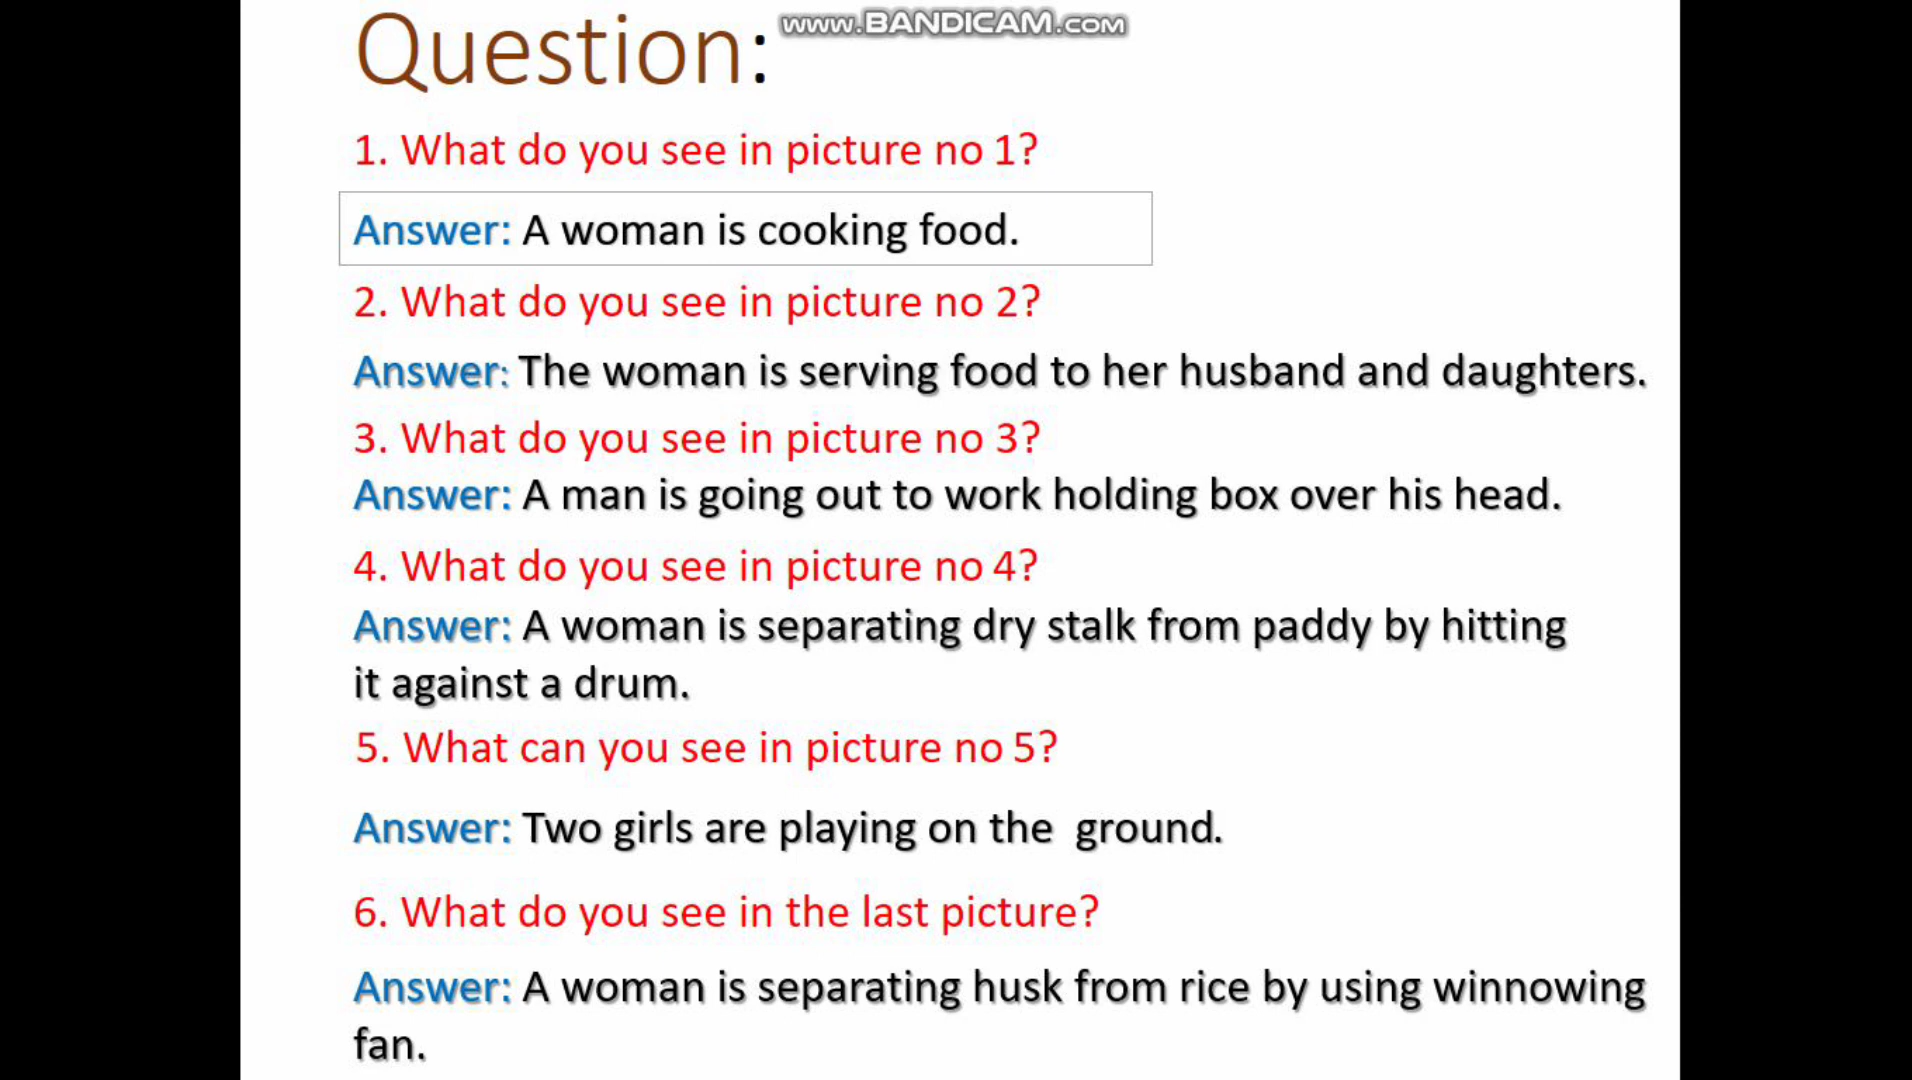 Question:
www.BANDICAM.com
1. What do you see in picture no 1?
Answer: A woman is cooking food.
2. What do you see in picture no 2?
Answer: The woman is serving food to her husband and daughters.
3. What do you see in picture no 3?
Answer: A man is going out to work holding box over his head.
4. What do you see in picture no 4?
Answer: A woman is separating dry stalk from paddy by hitting
it against a drum.
5. What can you see in picture no 5?
Answer: Two girls are playing on the  ground.
6. What do you see in the last picture?
Answer: A woman is separating husk from rice by using winnowing
fan.